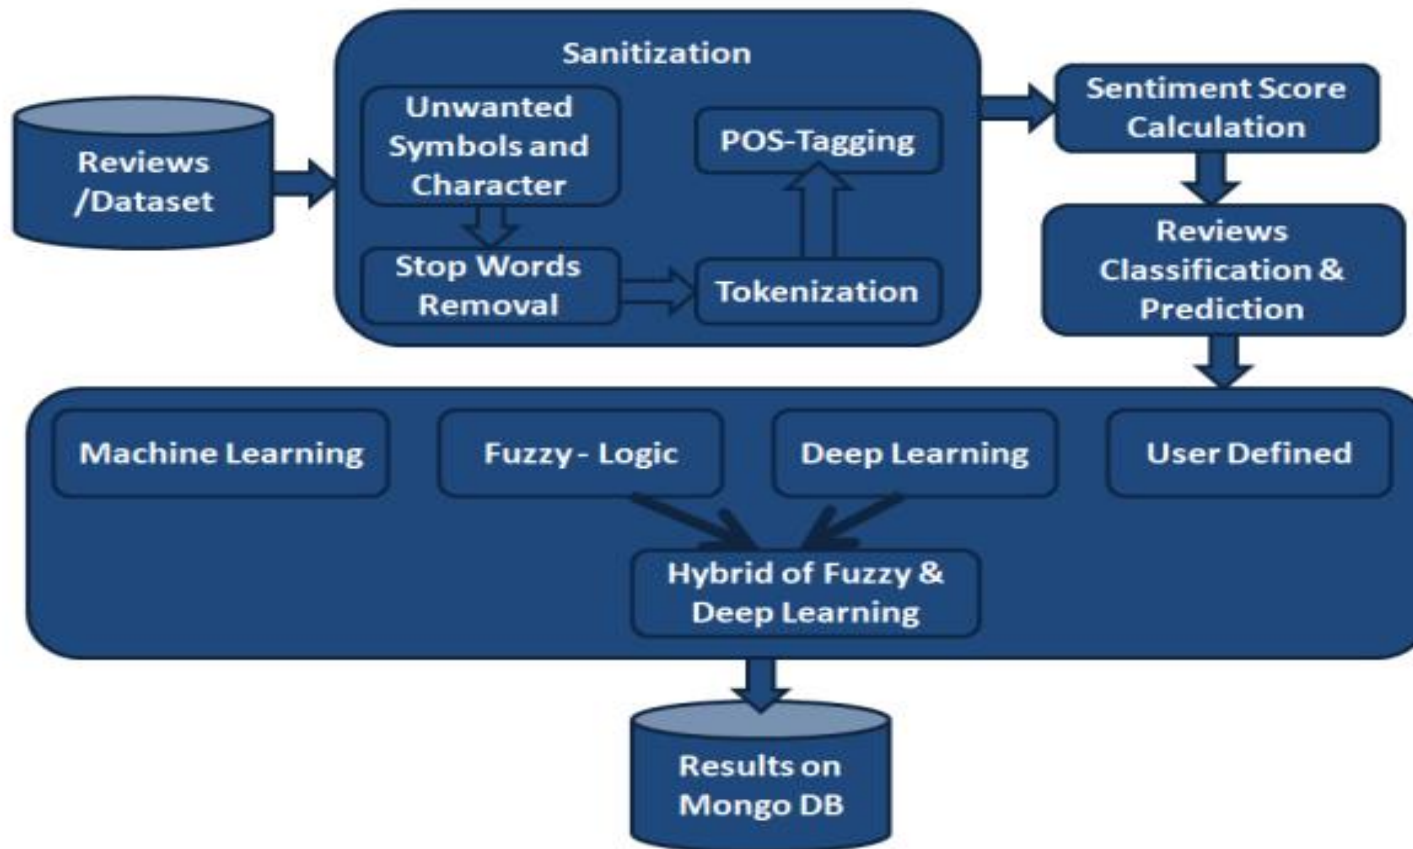 Sanitization
Reviews
/Dataset
Unwanted
Symbols and
Character
Stop Words
Removal
Tokenization
POS-Tagging
Sentiment Score
Calculation
Reviews
Classification &
Prediction
Machine Learning
Fuzzy - Logic
Deep Learning
User Defined
Hybrid of Fuzzy &
Deep Learning
Results on
Mongo DB